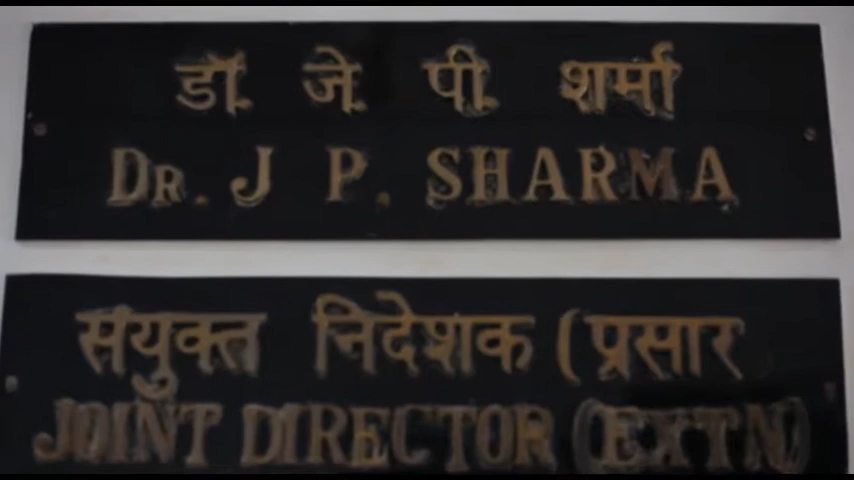 डॉ. जे. पी. शर्मा
DR. J P. SHARMA
संयुक्त निदेशक (प्रसार
JOINT DIRECTOR (EXTN)